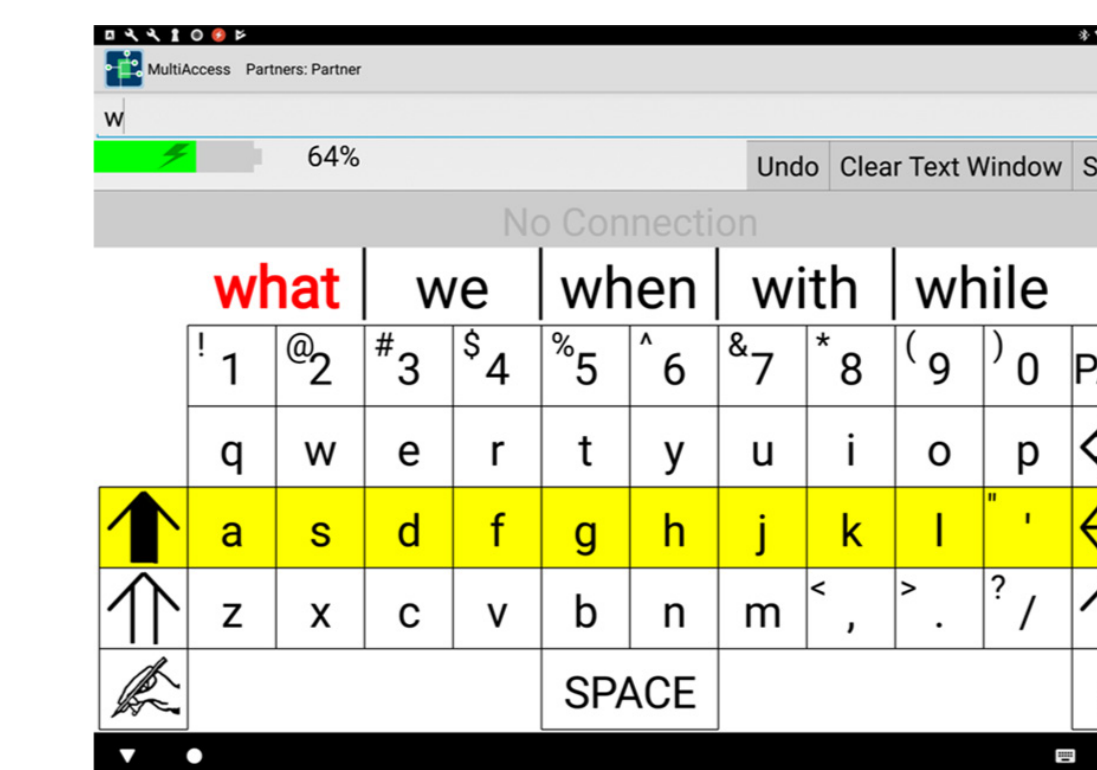 MultiAccess Partners: Partner
w
64% Undo Clear Text Window S
No Connection
what we when with while
! 1 @ 2 # 3 $ 4 % 5 ^ 6 & 7 * 8 ( 9 ) 0 P
q w e r t y u i o p
a s d f g h j k l " '
z x c v b n m < , > . ? /
SPACE